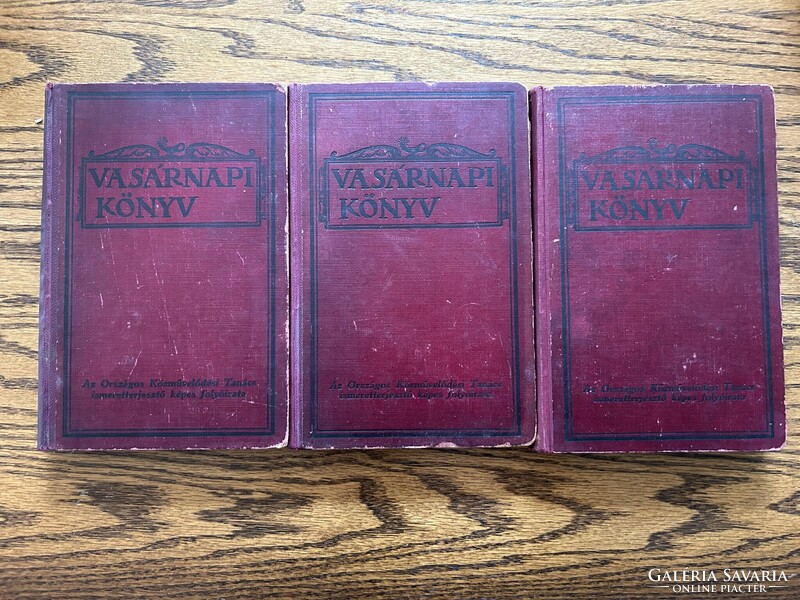 VASÁRNAPI
KÖNYV
Az Országos Közművelődési Tanács
ismeretterjesztő képes folyóirata
VASÁRNAPI
KÖNYV
Az Országos Közművelődési Tanács
ismeretterjesztő képes folyóirata
VASÁRNAPI
KÖNYV
Az Országos Közművelődési Tanács
ismeretterjesztő képes folyóirata
GALÉRIA SAVARIA
ONLINE PIACTÉR